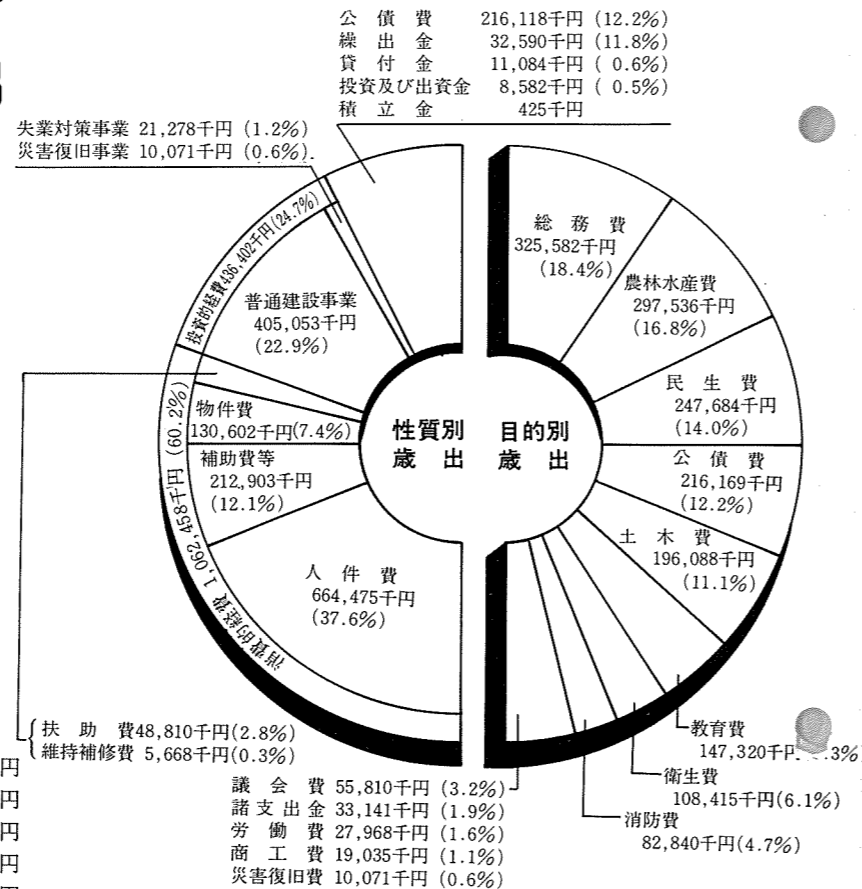 公債費 216,118千円 (12.2%)
繰出金 32,590千円 (11.8%)
貸付金 11,084千円 ( 0.6%)
投資及び出資金 8,582千円 ( 0.5%)
積立金 425千円
失業対策事業 21,278千円 (1.2%)
災害復旧事業 10,071千円 (0.6%)
投資的経費436,402千円(24.7%)
普通建設事業
405,053千円
(22.9%)
物件費
130,602千円(7.4%)
補助費等
212,903千円
(12.1%)
消費的経費 1,062,458千円 (60.2%)
人件費
664,475千円
(37.6%)
性質別
歳出
目的別
歳出
総務費
325,582千円
(18.4%)
農林水産費
297,536千円
(16.8%)
民生費
247,684千円
(14.0%)
公債費
216,169千円
(12.2%)
土木費
196,088千円
(11.1%)
教育費
147,320千円
3%)
衛生費
108,415千円(6.1%)
消防費
82,840千円(4.7%)
扶助費48,810千円(2.8%)
維持補修費 5,668千円(0.3%)
議会費 55,810千円 (3.2%)
諸支出金 33,141千円 (1.9%)
労働費 27,968千円 (1.6%)
商工費 19,035千円 (1.1%)
災害復旧費 10,071千円 (0.6%)
円
円
円
円